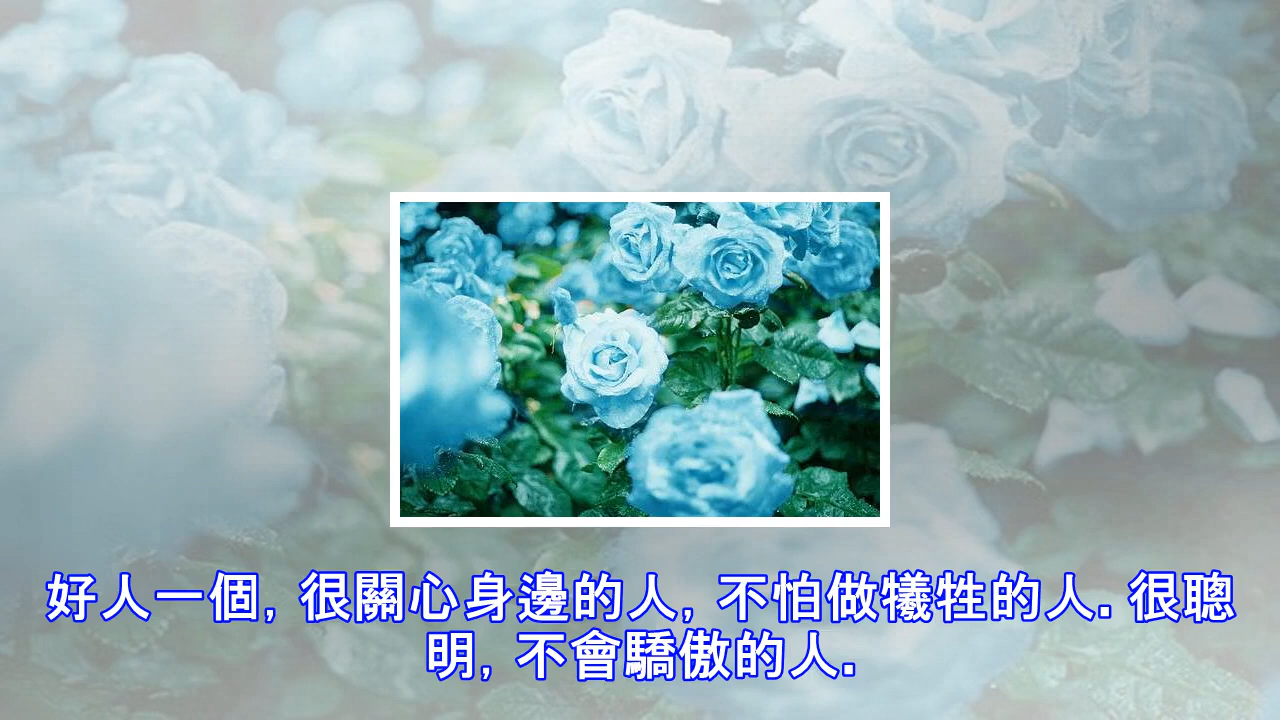 好人一個, 很關心身邊的人, 不怕做犧牲的人. 很聰
明, 不會驕傲的人.